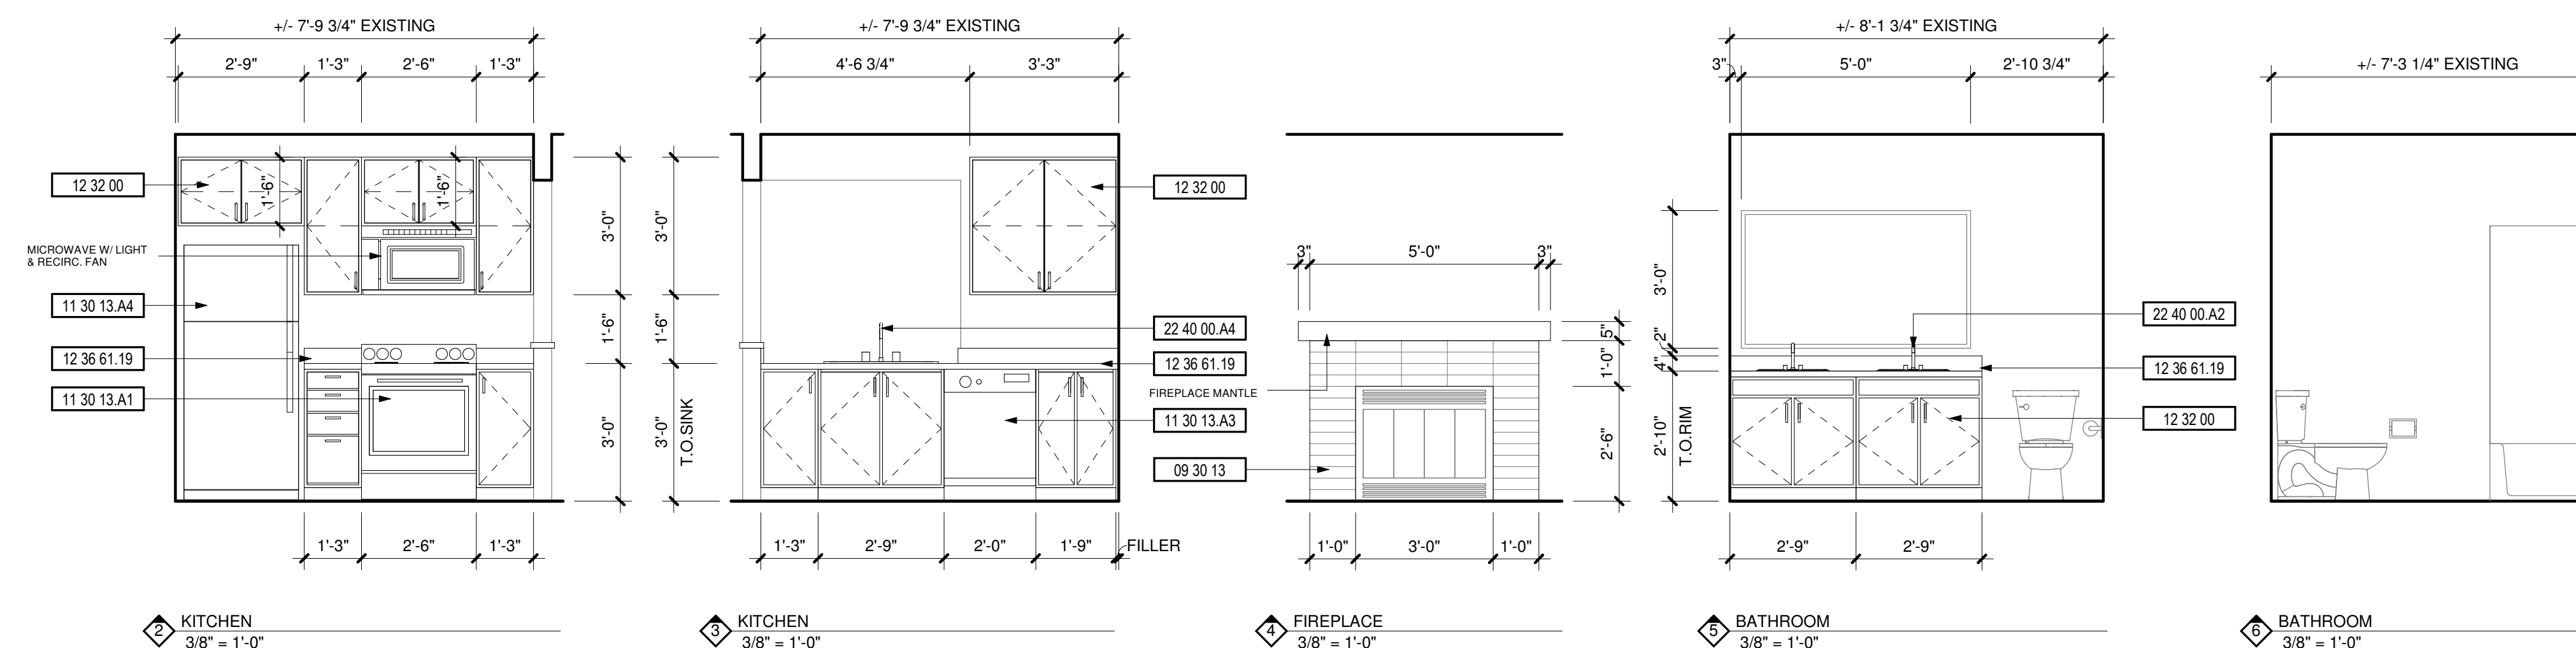 +/- 7'-9 3/4" EXISTING
2'-9"
1'-3"
2'-6"
1'-3"
1'-6"
1'-6"
12 32 00
MICROWAVE W/ LIGHT
& RECIRC. FAN
11 30 13.A4
12 36 61.19
11 30 13.A1
3'-0"
1'-6"
3'-0"
1'-3"
2'-6"
1'-3"
2
KITCHEN
3/8" = 1'-0"
+/- 7'-9 3/4" EXISTING
4'-6 3/4"
3'-3"
3'-0"
1'-6"
3'-0"
T.O.SINK
12 32 00
22 40 00.A4
12 36 61.19
11 30 13.A3
1'-3"
2'-9"
2'-0"
1'-9"
FILLER
3
KITCHEN
3/8" = 1'-0"
3"
5'-0"
3"
FIREPLACE MANTLE
09 30 13
5"
1'-0"
2'-6"
1'-0"
3'-0"
1'-0"
4
FIREPLACE
3/8" = 1'-0"
+/- 8'-1 3/4" EXISTING
3"
5'-0"
2'-10 3/4"
3'-0"
2"
4"
2'-10"
T.O.RIM
22 40 00.A2
12 36 61.19
12 32 00
2'-9"
2'-9"
5
BATHROOM
3/8" = 1'-0"
+/- 7'-3 1/4" EXISTING
6
BATHROOM
3/8" = 1'-0"